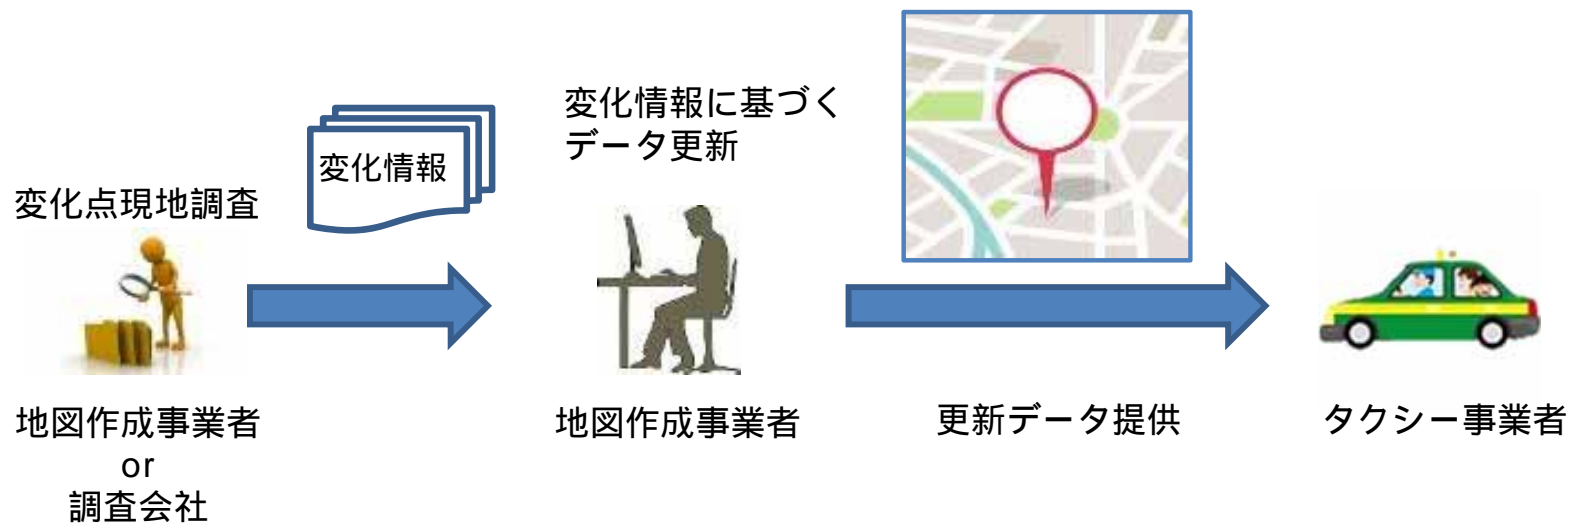 変化点現地調査
変化情報
変化情報に基づく
データ更新
地図作成事業者
or
調査会社
地図作成事業者
更新データ提供
タクシー事業者